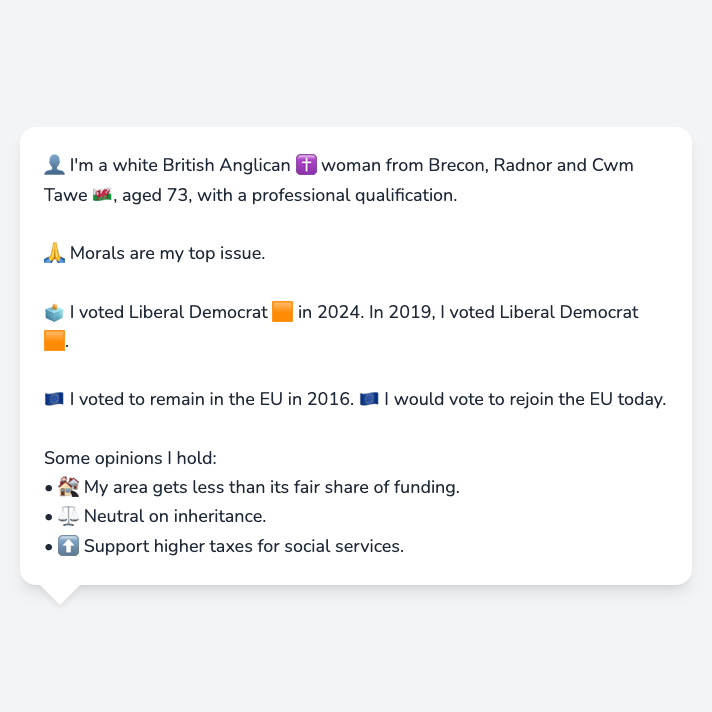 👤 I'm a white British Anglican ✝️ woman from Brecon, Radnor and Cwm
Tawe 🏴󠁧󠁢󠁷󠁬󠁳󠁿, aged 73, with a professional qualification.
🙏 Morals are my top issue.
🗳️ I voted Liberal Democrat 🟧 in 2024. In 2019, I voted Liberal Democrat
🟧.
🇪🇺 I voted to remain in the EU in 2016. 🇪🇺 I would vote to rejoin the EU today.
Some opinions I hold:
• 🏚️ My area gets less than its fair share of funding.
• ⚖️ Neutral on inheritance.
• ⬆️ Support higher taxes for social services.